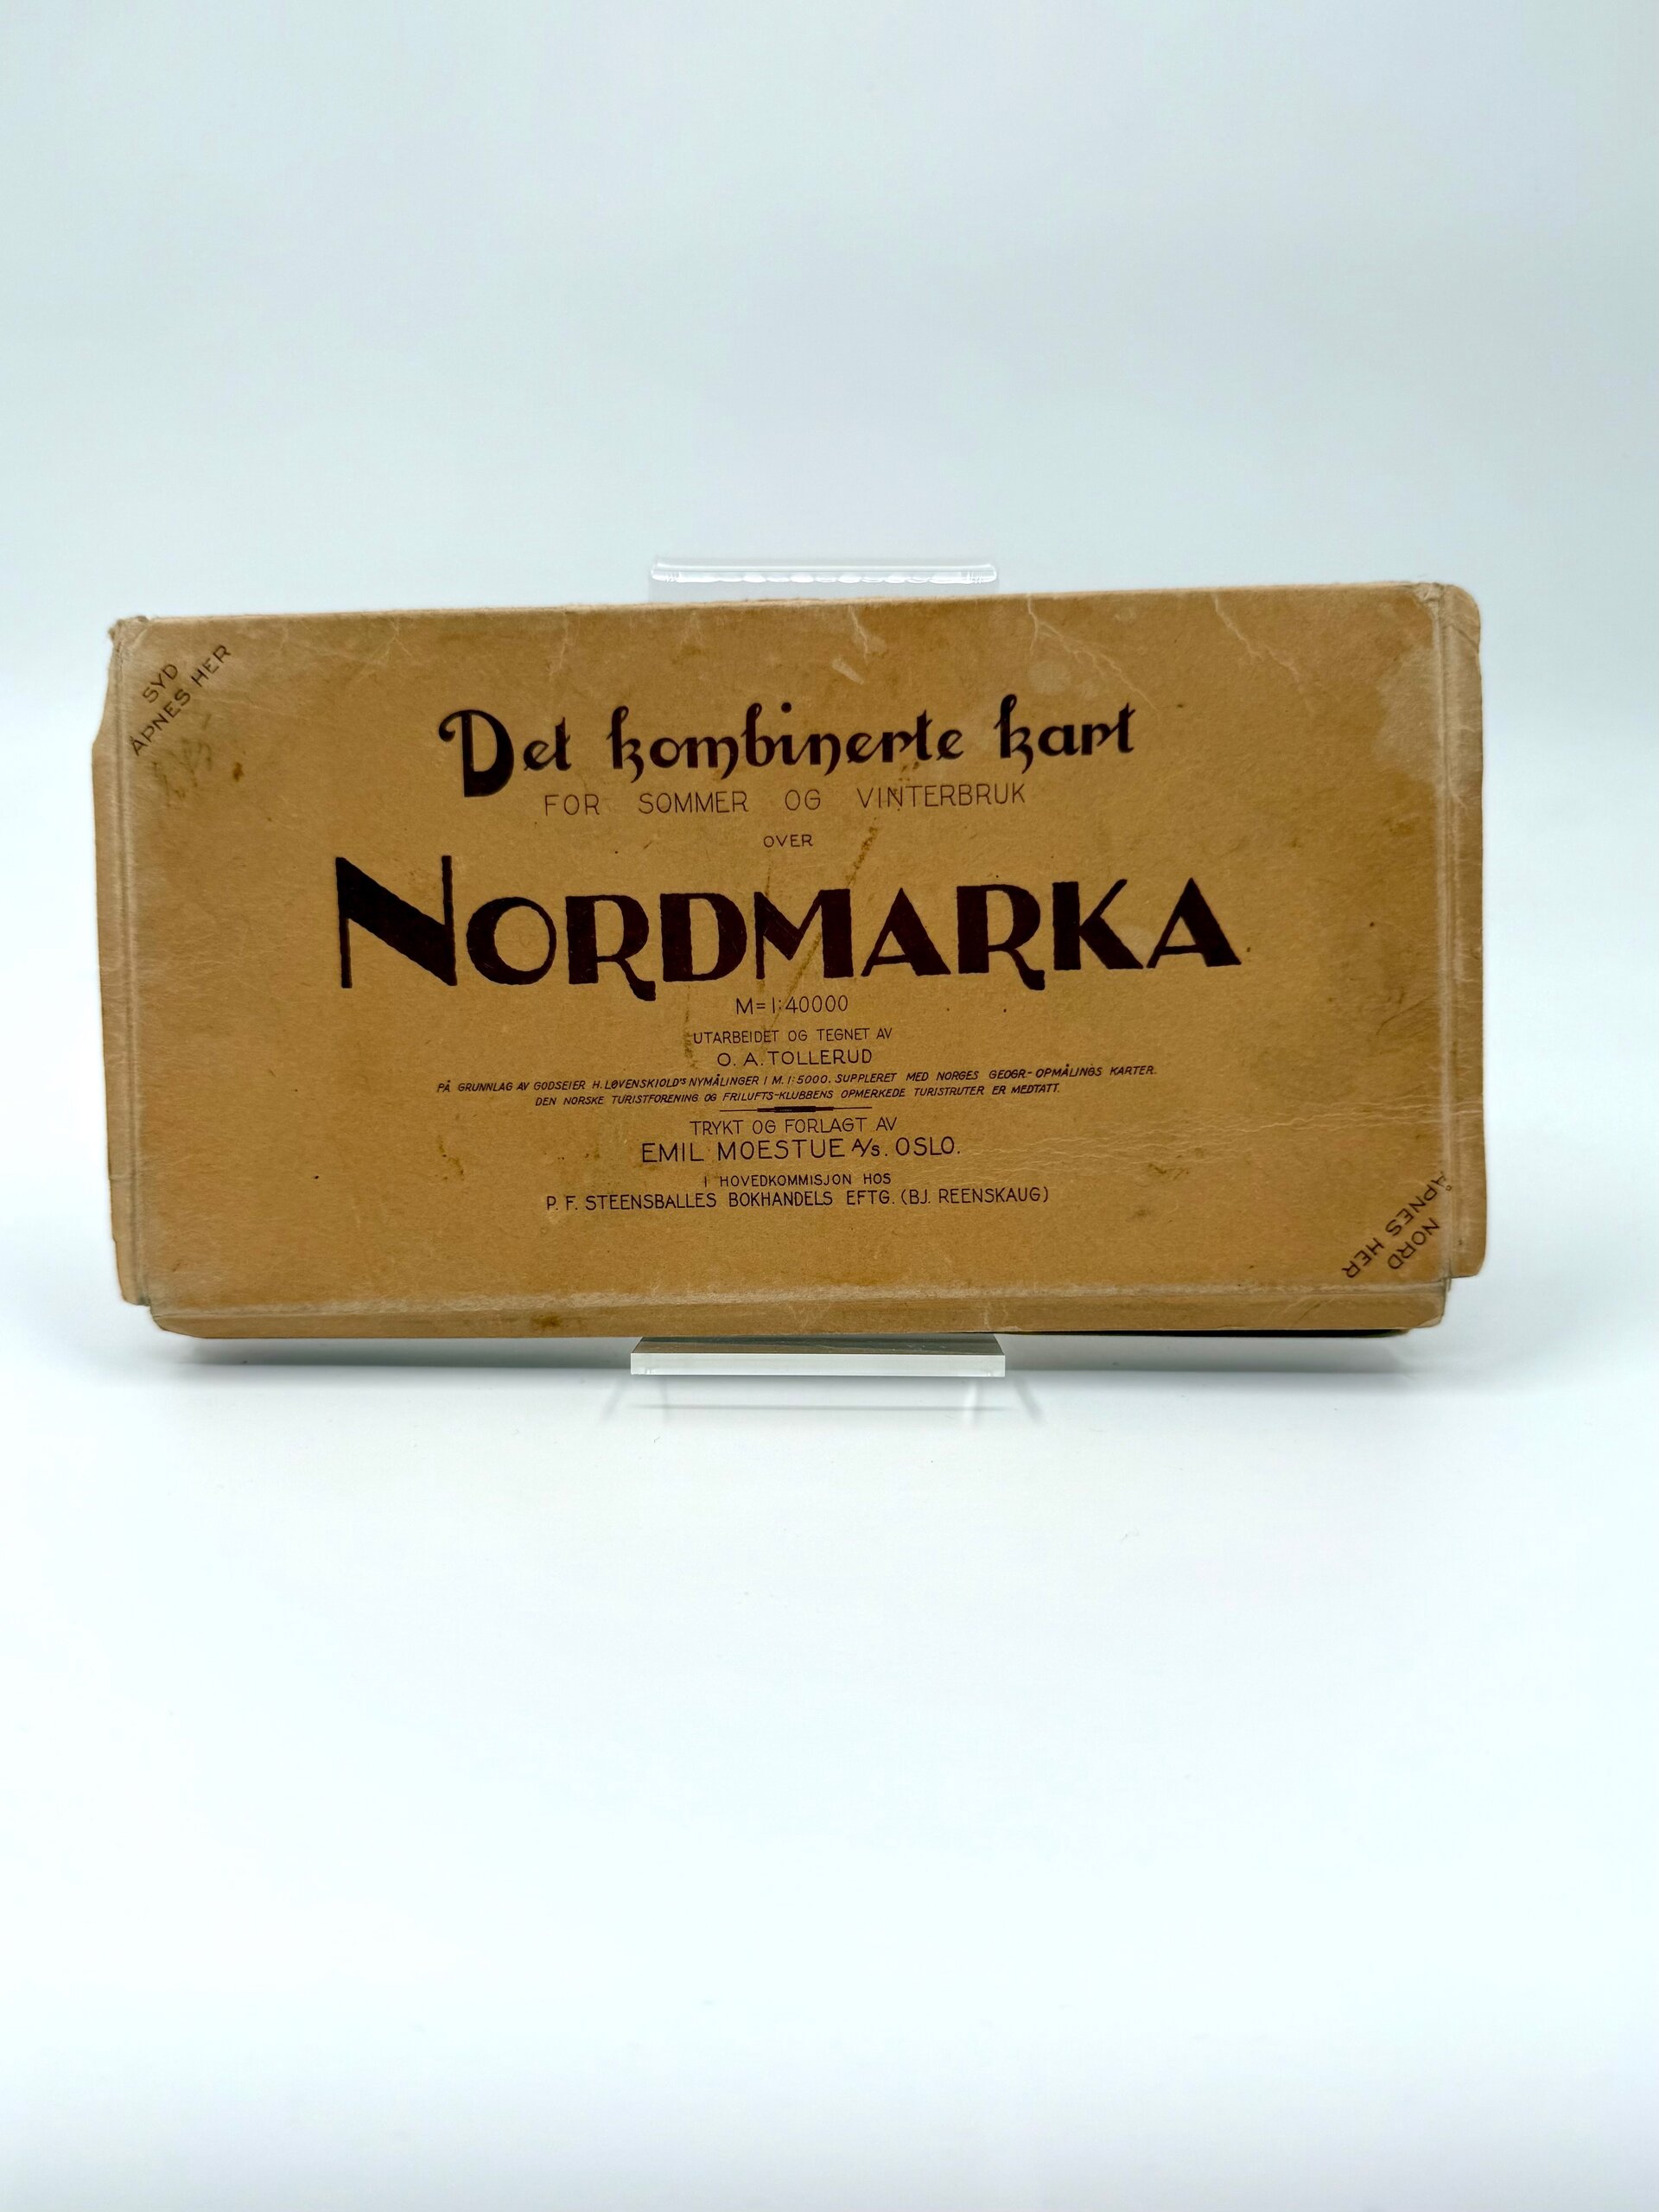 SYD
ÅPNES HER
Det kombinerte kart
FOR SOMMER OG VINTERBRUK
OVER
NORDMARKA
M=1:40000
UTARBEIDET OG TEGNET AV
O. A. TOLLERUD
PÅ GRUNNLAG AV GODSEIER H. LØVENSKIOLD'S NYMÅLINGER I M. 1:5000. SUPPLERET MED NORGES GEOGR.-OPMÅLINGS KARTER.
DEN NORSKE TURISTFORENING OG FRILUFTS-KLUBBENS OPMERKEDE TURISTRUTER ER MEDTATT.
TRYKT OG FORLAGT AV
EMIL MOESTUE A/S. OSLO.
I HOVEDKOMMISJON HOS
P. F. STEENSBALLES BOKHANDELS EFTG. (BJ. REENSKAUG)
NORD
ÅPNES HER